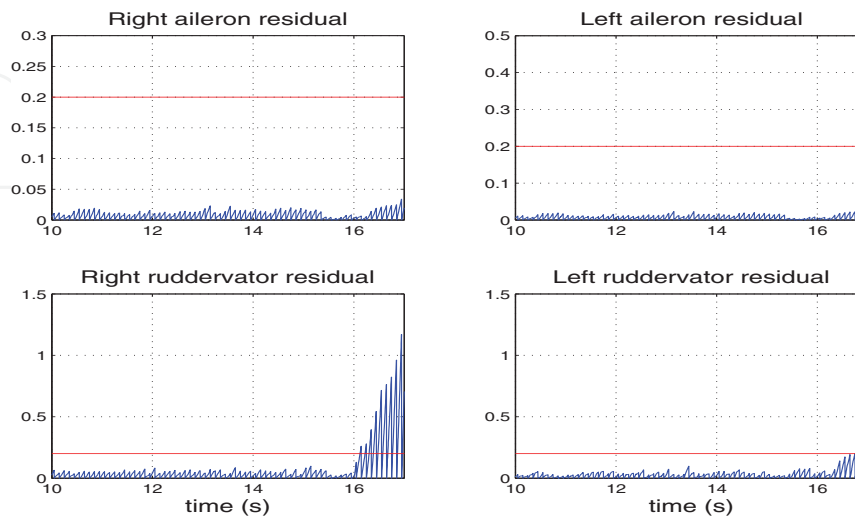 Right aileron residual
0.3
0.25
0.2
0.15
0.1
0.05
0
10 12 14 16
Left aileron residual
0.5
0.4
0.3
0.2
0.1
0
10 12 14 16
Right ruddervator residual
1.5
1
0.5
0
10 12 14 16
time (s)
Left ruddervator residual
1.5
1
0.5
0
10 12 14 16
time (s)